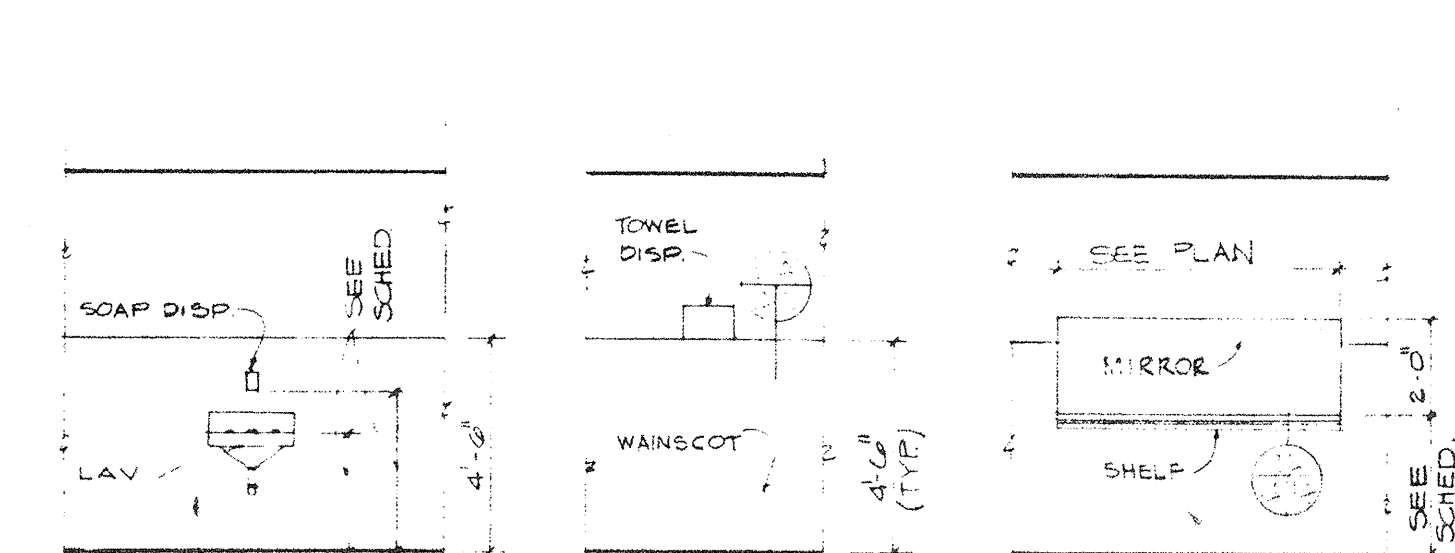 SOAP DISP.
SEE
SCHED
LAV
4'-6"
TOWEL
DISP.
WAINSCOT
4'-6"
(TYP.)
SEE PLAN
MIRROR
2'-0"
SHELF
SEE
SCHED.